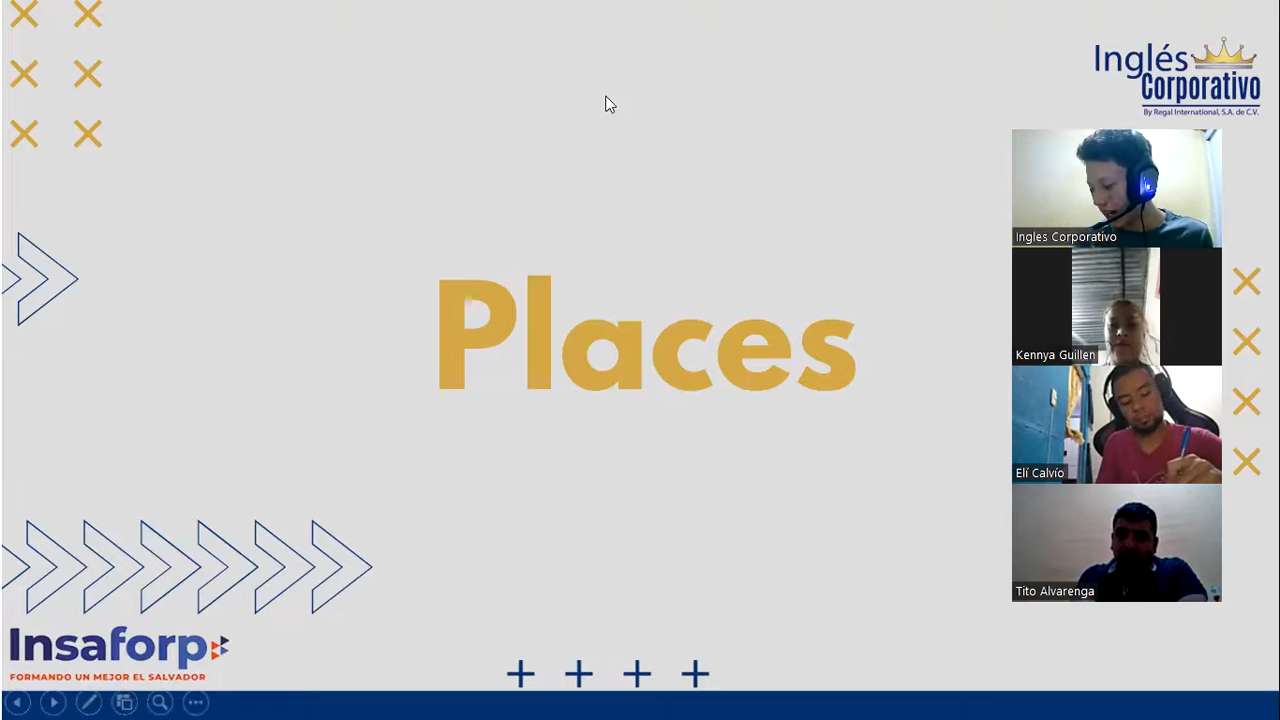 Inglés
Corporativo
By Regal International, S.A. de C.V.
Ingles Corporativo
Kennya Guillen
Places
Elí Calvío
Tito Alvarenga
Insaforp
FORMANDO UN MEJOR EL SALVADOR